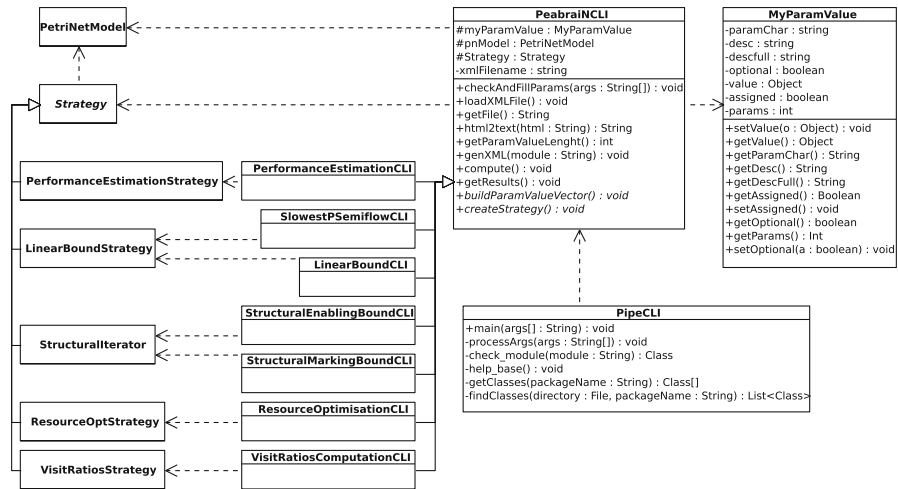 PetriNetModel
Strategy
PeabraiNCLI
#myParamValue : MyParamValue
#pnModel : PetriNetModel
#Strategy : Strategy
-xmlFilename : string
+checkAndFillParams(args : String[]) : void
+loadXMLFile() : void
+getFile() : String
+html2text(html : String) : String
+getParamValueLenght() : int
+genXML(module : String) : void
+compute() : void
+getResults() : void
+buildParamValueVector() : void
+createStrategy() : void
MyParamValue
-paramChar : string
-desc : string
-descfull : string
-optional : boolean
-value : Object
-assigned : boolean
-params : int
+setValue(o : Object) : void
+getValue() : Object
+getParamChar() : String
+getDesc() : String
+getDescFull() : String
+getAssigned() : Boolean
+setAssigned() : void
+getOptional() : boolean
+getParams() : Int
+setOptional(a : boolean) : void
PerformanceEstimationStrategy
PerformanceEstimationCLI
SlowestPSemiflowCLI
LinearBoundStrategy
LinearBoundCLI
StructuralEnablingBoundCLI
StructuralIterator
StructuralMarkingBoundCLI
ResourceOptStrategy
ResourceOptimisationCLI
VisitRatiosStrategy
VisitRatiosComputationCLI
PipeCLI
+main(args[] : String) : void
-processArgs(args : String[]) : void
-check_module(module : String) : Class
-help_base() : void
-getClasses(packageName : String) : Class[]
-findClasses(directory : File, packageName : String) : List<Class>